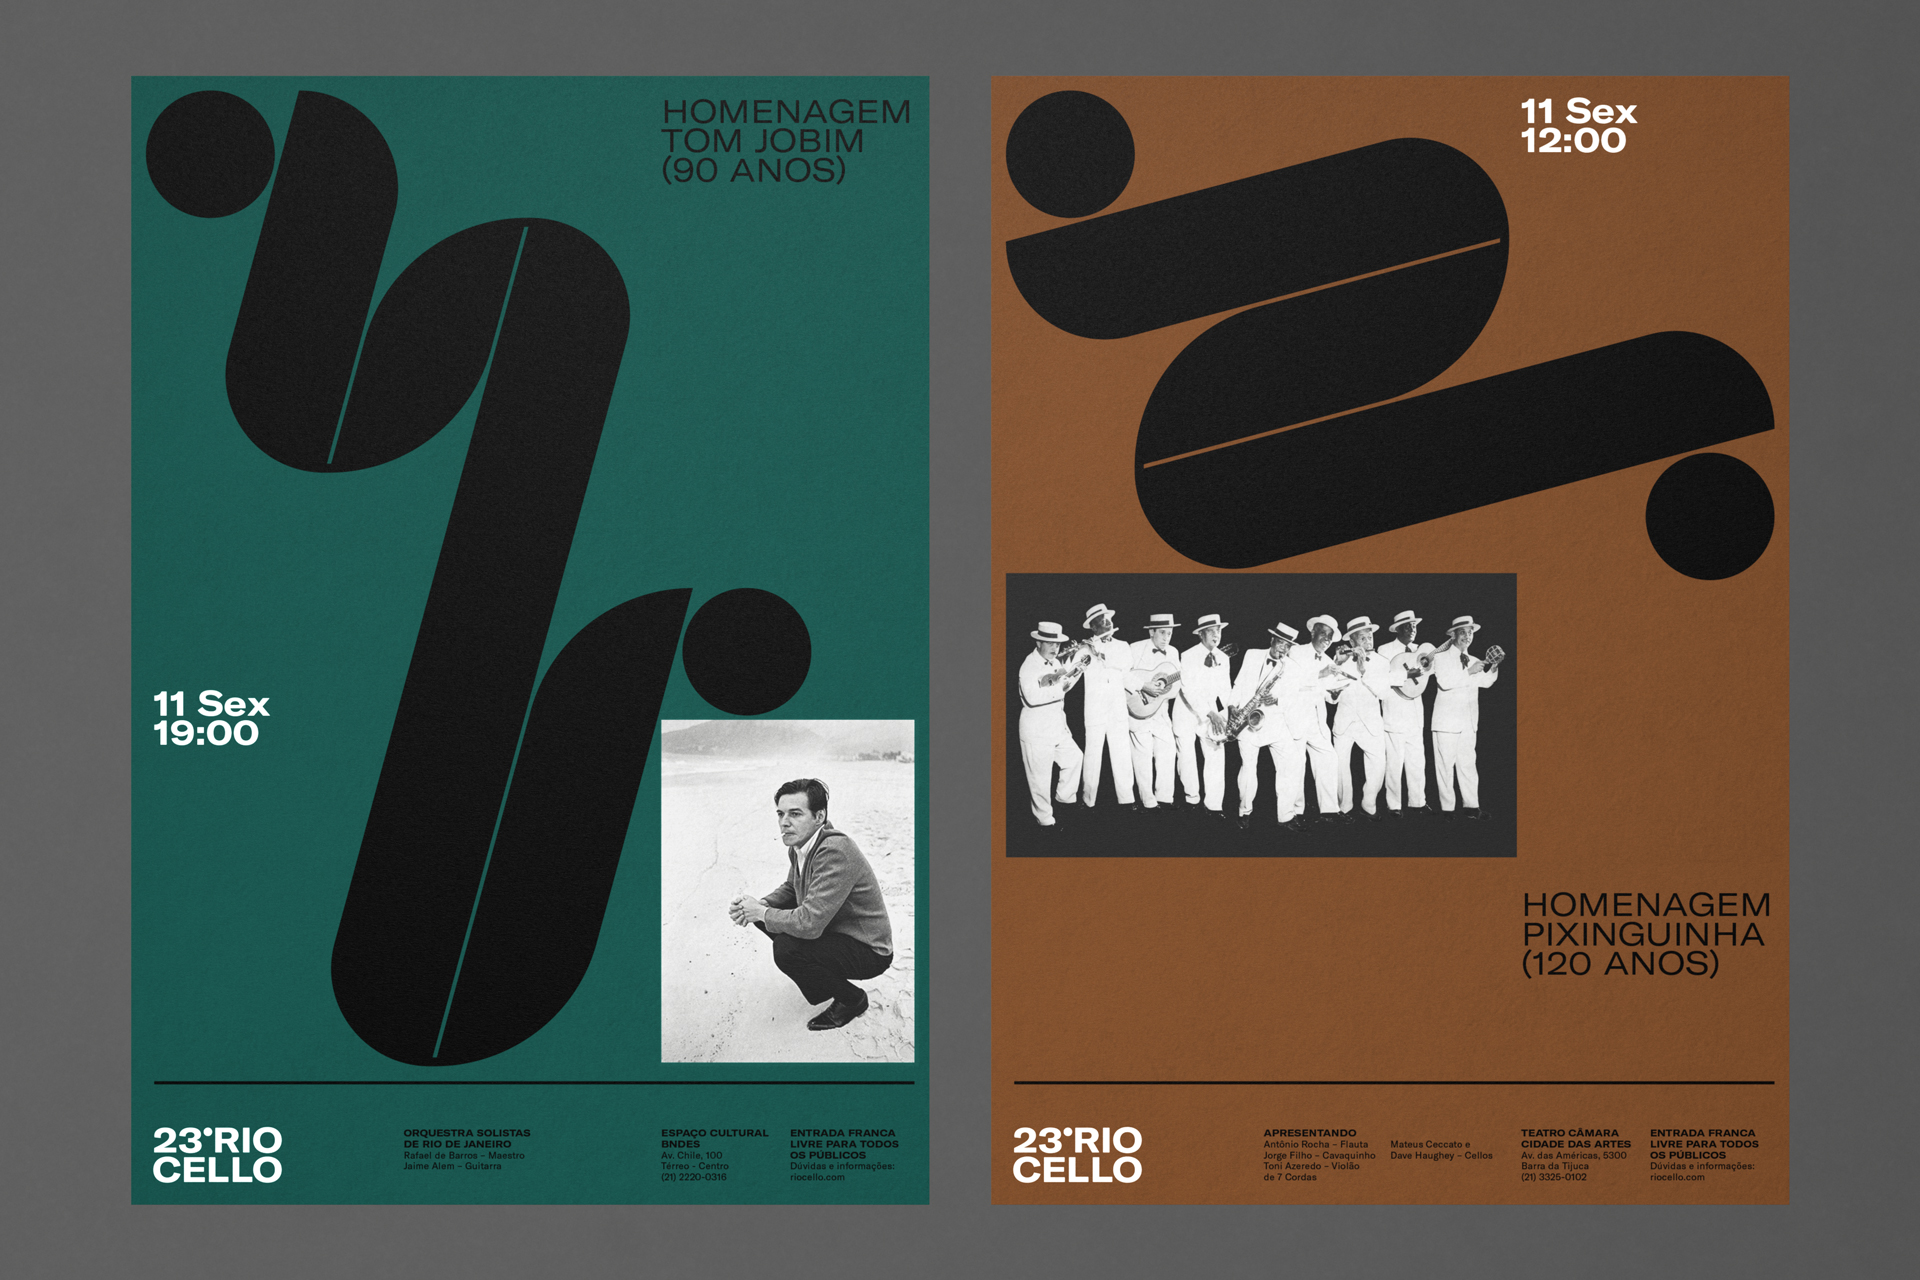 HOMENAGEM
TOM JOBIM
(90 ANOS)
11 Sex
19:00
23ºRIO
CELLO
ORQUESTRA SOLISTAS
DE RIO DE JANEIRO
Rafael de Barros – Maestro
Jaime Alem – Guitarra
ESPAÇO CULTURAL
BNDES
Av. Chile, 100
Térreo - Centro
(21) 2220-0316
ENTRADA FRANCA
LIVRE PARA TODOS
OS PÚBLICOS
Dúvidas e informações:
riocello.com
11 Sex
12:00
HOMENAGEM
PIXINGUINHA
(120 ANOS)
23ºRIO
CELLO
APRESENTANDO
Antônio Rocha – Flauta
Jorge Filho – Cavaquinho
Toni Azeredo – Violão
de 7 Cordas
Mateus Ceccato e
Dave Haughey – Cellos
TEATRO CÂMARA
CIDADE DAS ARTES
Av. das Américas, 5300
Barra da Tijuca
(21) 3325-0102
ENTRADA FRANCA
LIVRE PARA TODOS
OS PÚBLICOS
Dúvidas e informações:
riocello.com